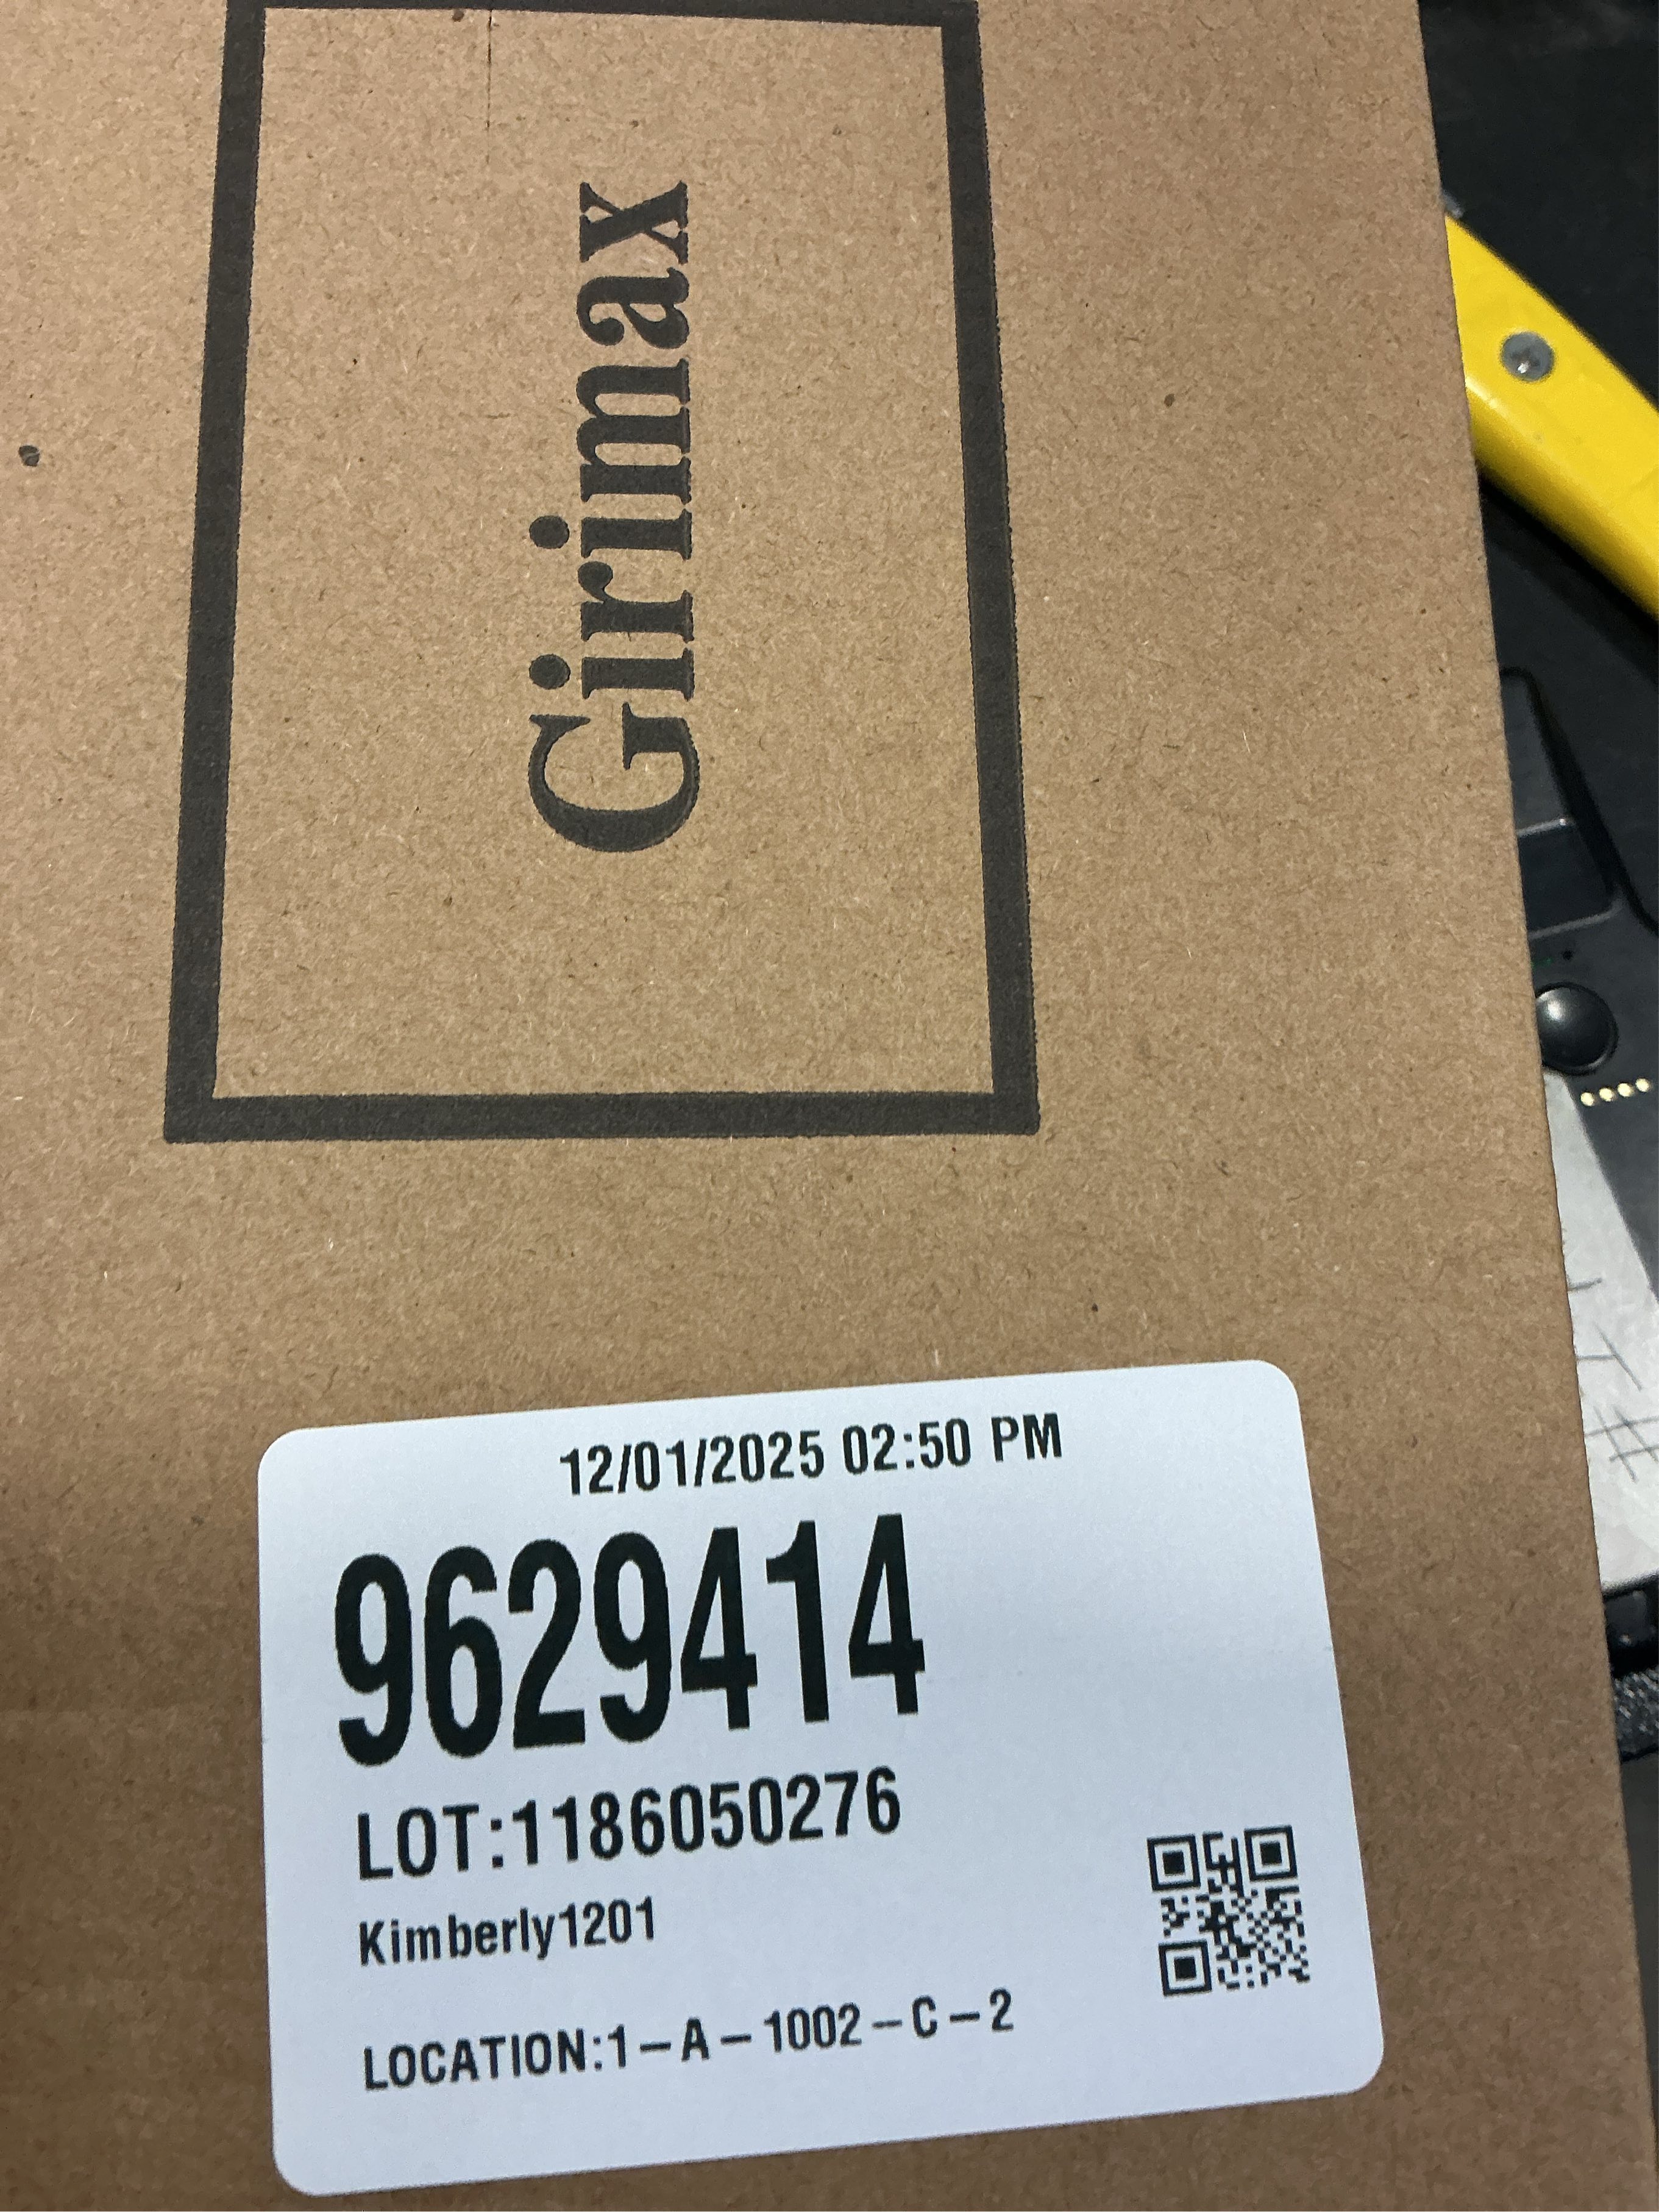 Girimax
12/01/2025 02:50 PM
9629414
LOT:1186050276
Kimberly1201
LOCATION:1-A-1002-C-2